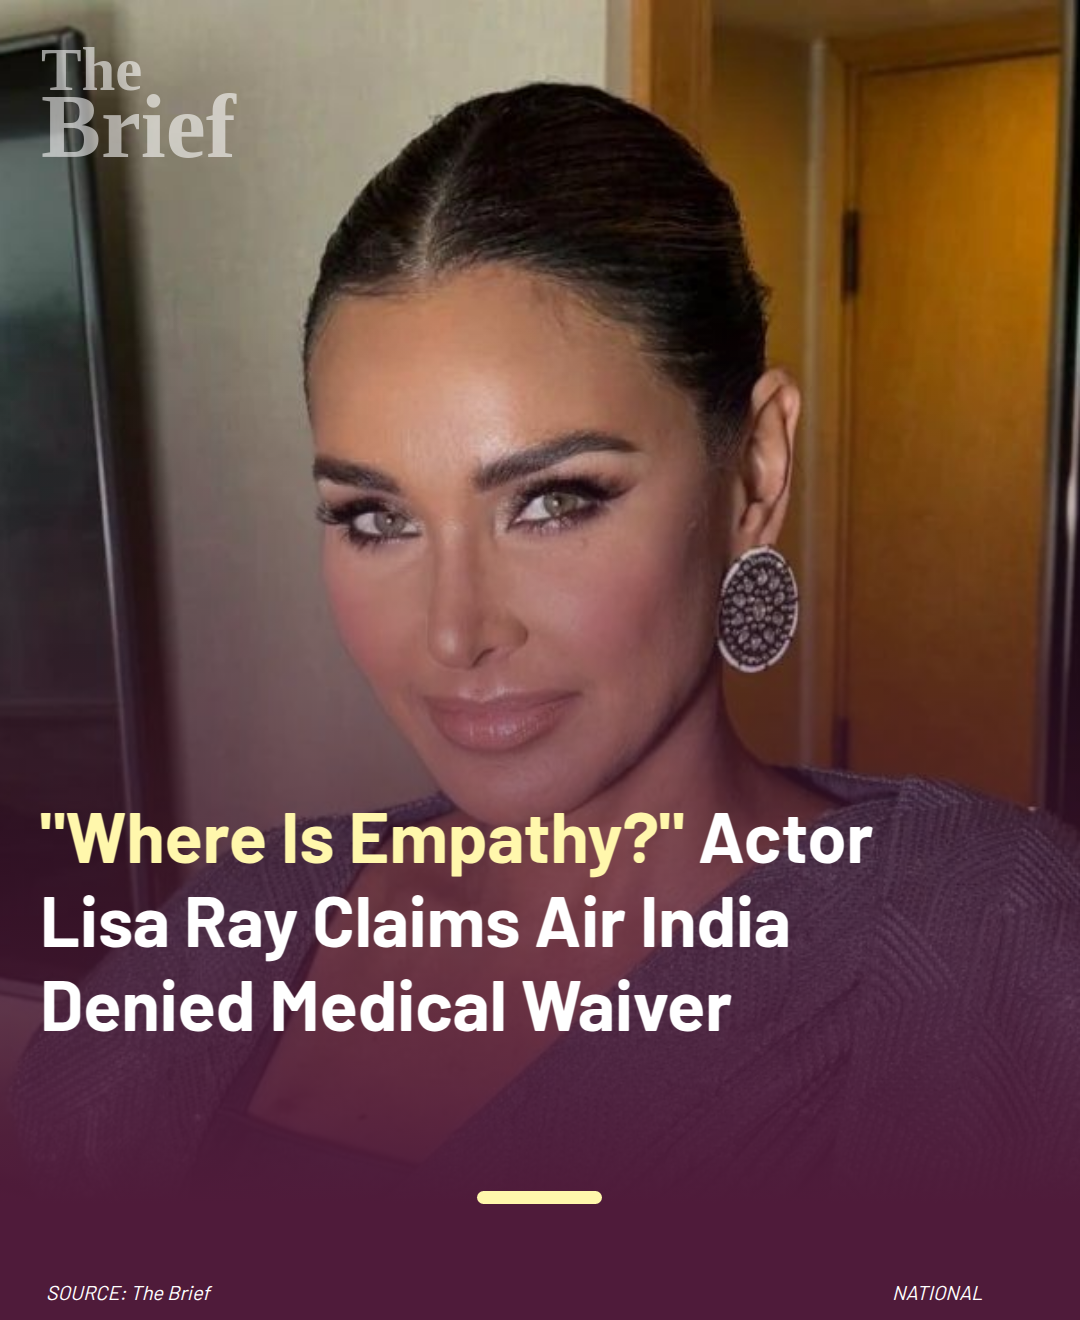 The
Brief
"Where Is Empathy?" Actor
Lisa Ray Claims Air India
Denied Medical Waiver
SOURCE: The Brief
NATIONAL